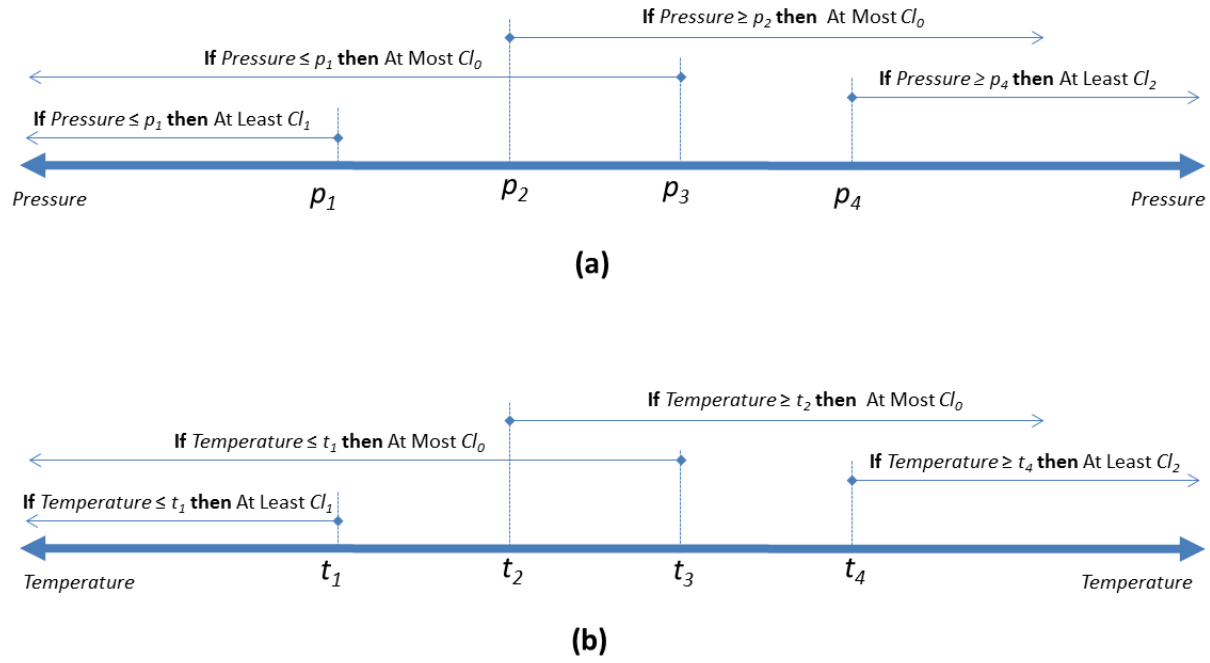 If Pressure ≥ p2 then At Most Cl0
If Pressure ≤ p1 then At Most Cl0
If Pressure ≥ p4 then At Least Cl2
If Pressure ≤ p1 then At Least Cl1
p1
p2
p3
p4
Pressure
Pressure
(a)
If Temperature ≥ t2 then At Most Cl0
If Temperature ≤ t1 then At Most Cl0
If Temperature ≥ t4 then At Least Cl2
If Temperature ≤ t1 then At Least Cl1
t1
t2
t3
t4
Temperature
Temperature
(b)